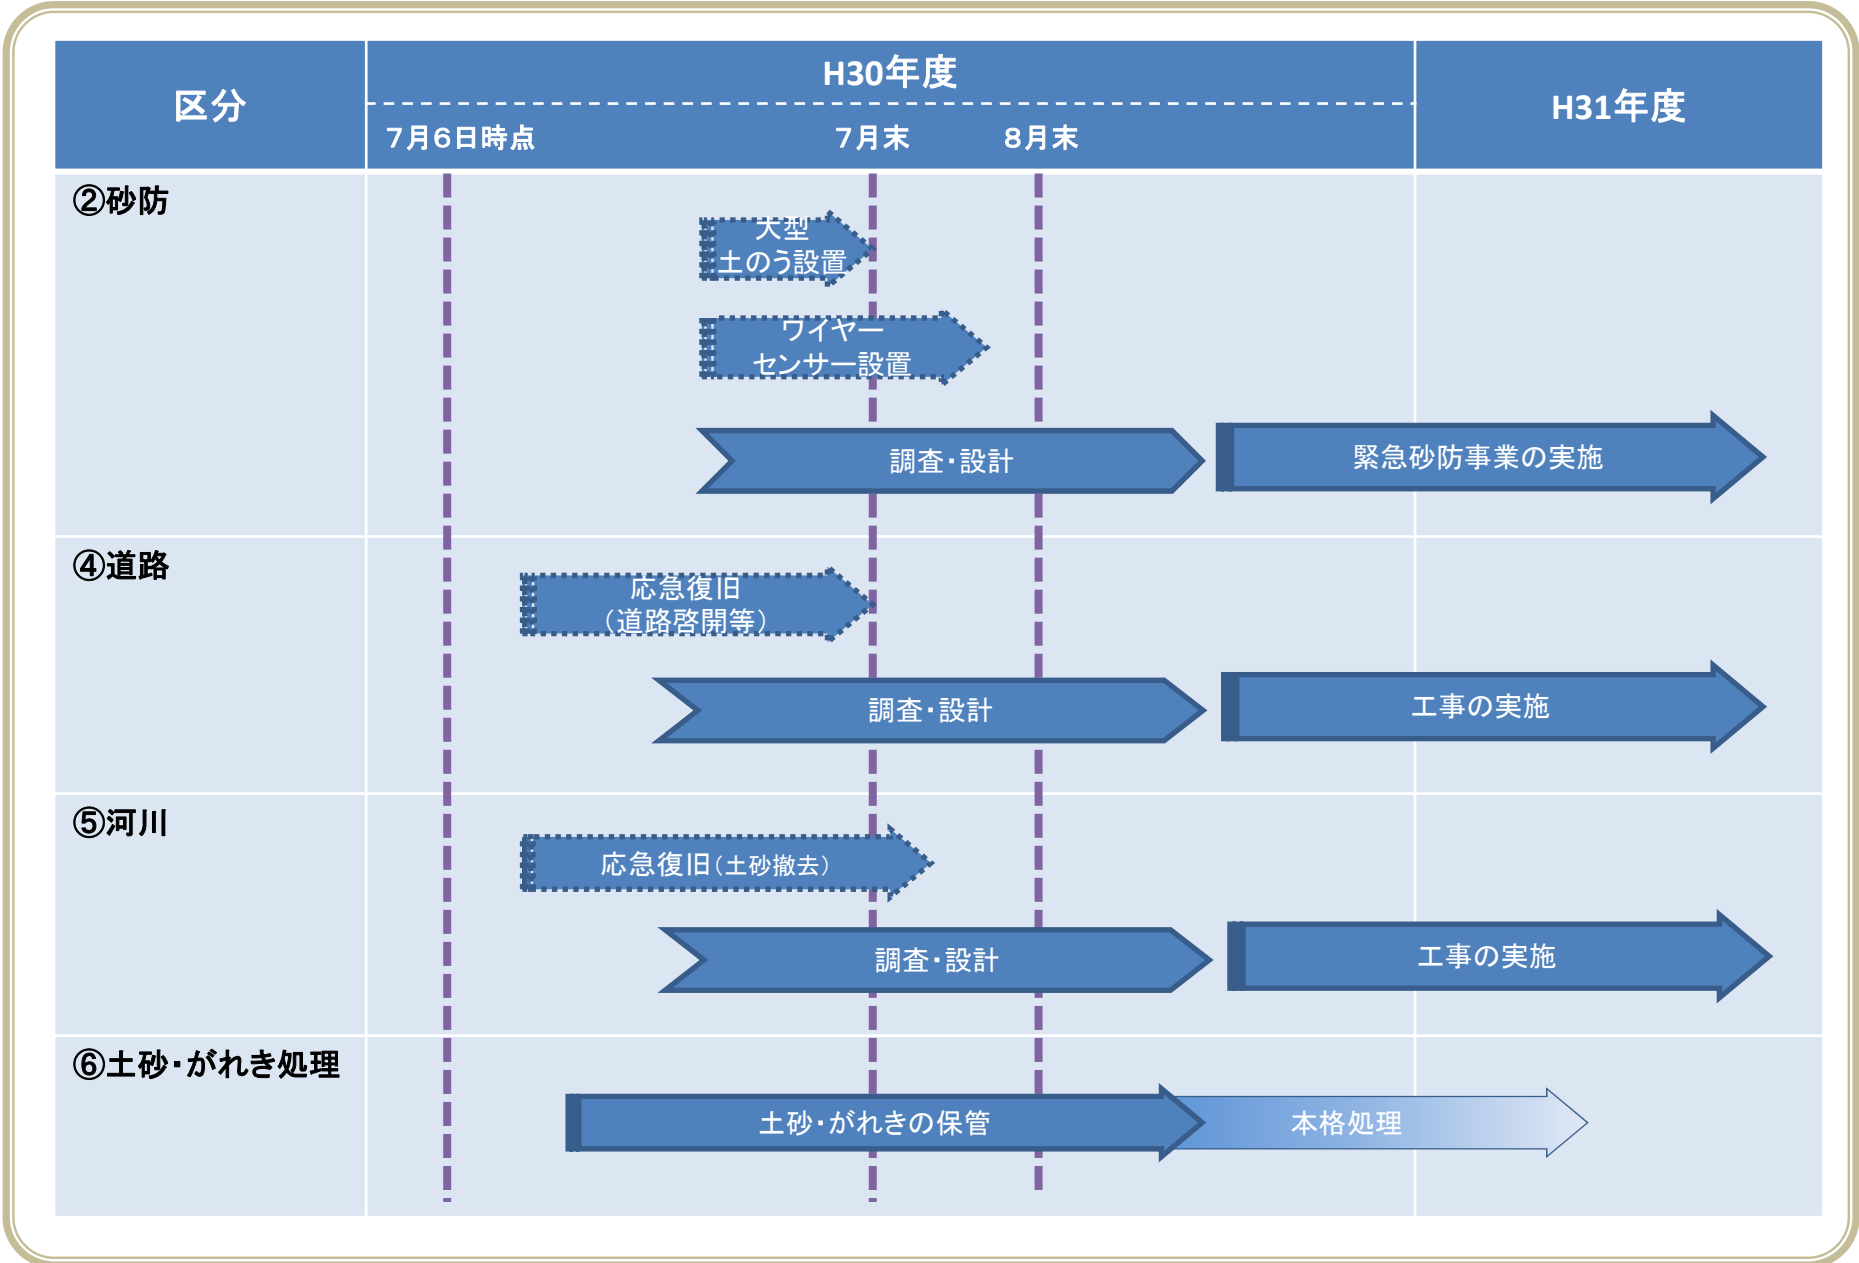 区分
H30年度
H31年度
７月６日時点
７月末
８月末
②砂防
大型
土のう設置
ワイヤー
センサー設置
調査・設計
緊急砂防事業の実施
④道路
応急復旧
（道路啓開等）
調査・設計
工事の実施
⑤河川
応急復旧（土砂撤去）
調査・設計
工事の実施
⑥土砂・がれき処理
土砂・がれきの保管
本格処理